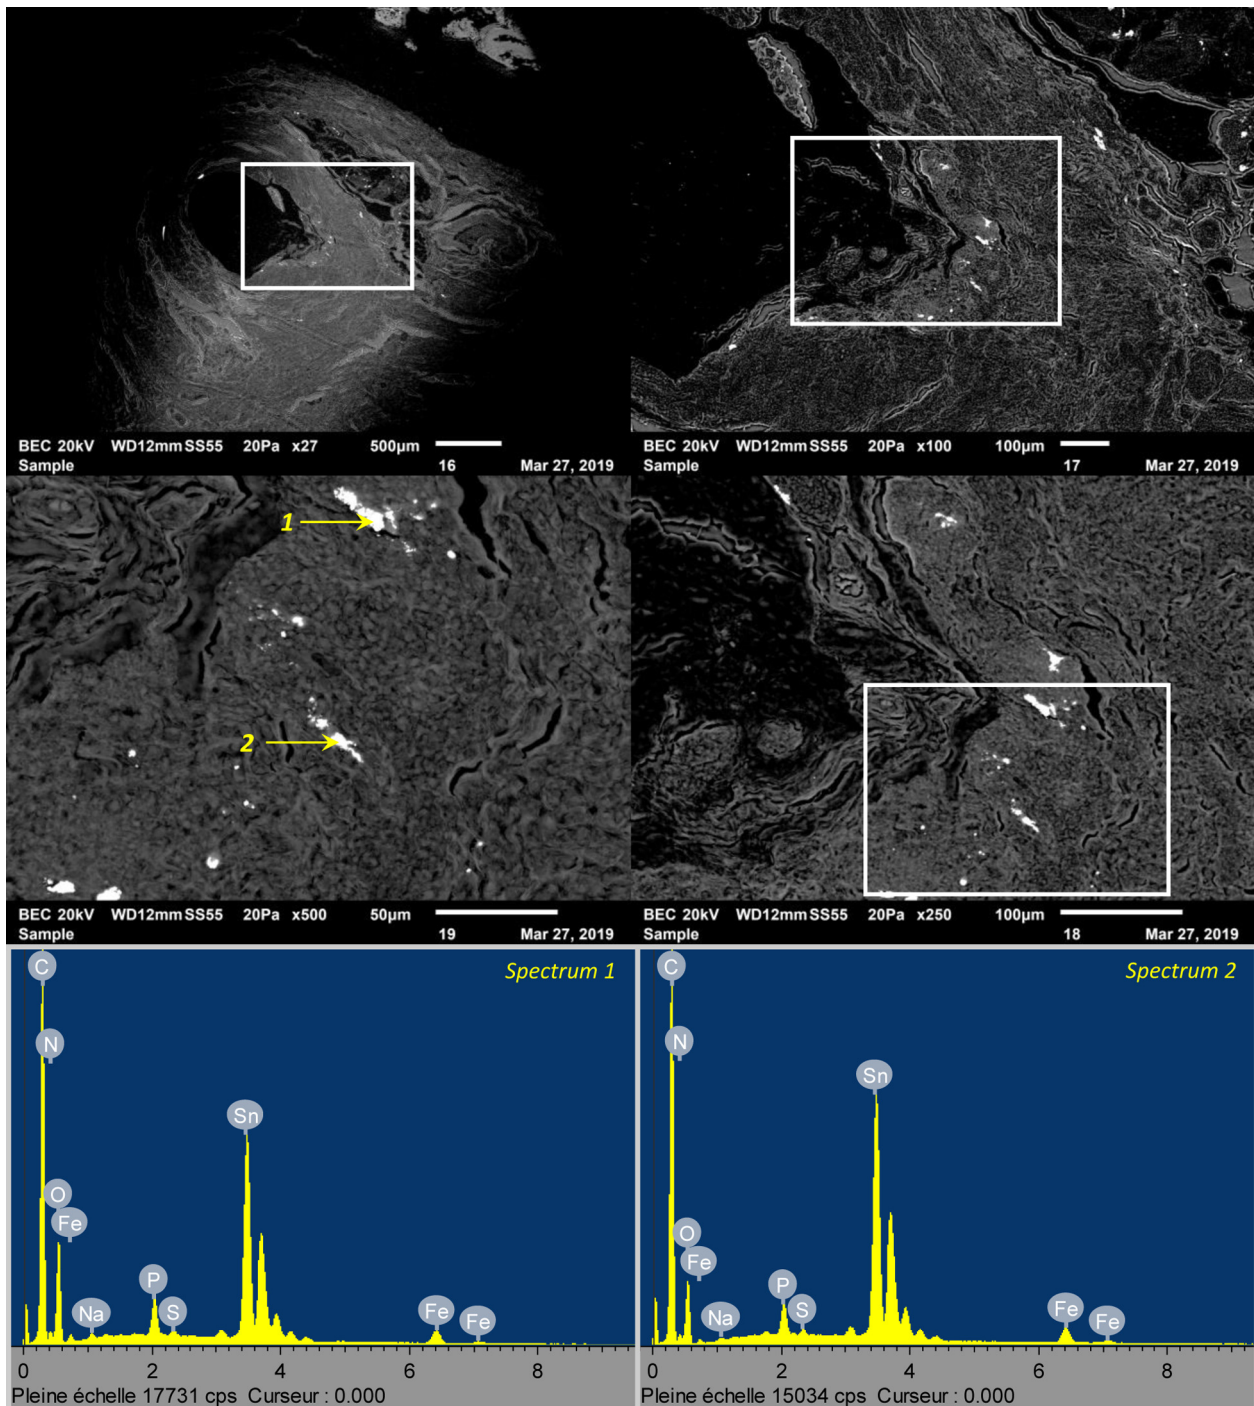 BEC 20kV WD12mm SS55 20Pa x27 500µm
Sample 16 Mar 27, 2019
BEC 20kV WD12mm SS55 20Pa x100 100µm
Sample 17 Mar 27, 2019
1
2
BEC 20kV WD12mm SS55 20Pa x500 50µm
Sample 19 Mar 27, 2019
BEC 20kV WD12mm SS55 20Pa x250 100µm
Sample 18 Mar 27, 2019
Spectrum 1
C
N
Sn
O
Fe
P
Na
S
Fe
Fe
0 2 4 6 8
Pleine échelle 17731 cps Curseur : 0.000
Spectrum 2
C
N
Sn
O
Fe
P
Na
S
Fe
Fe
0 2 4 6 8
Pleine échelle 15034 cps Curseur : 0.000